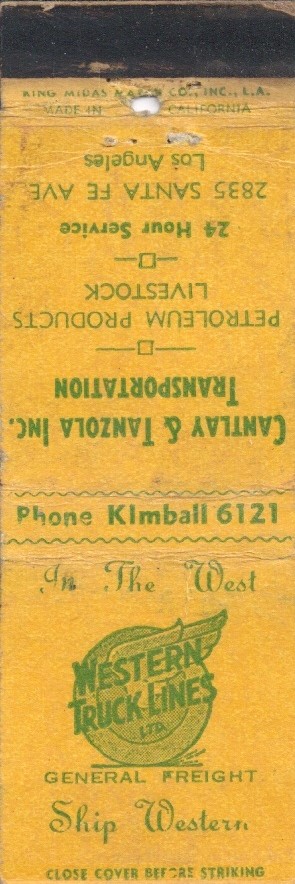 KING MIDAS MATCH CO., INC., L.A.
MADE IN CALIFORNIA
CANTLAY & TANZOLA INC.
TRANSPORTATION
PETROLEUM PRODUCTS
LIVESTOCK
24 Hour Service
2835 SANTA FE AVE
Los Angeles
Phone KImball 6121
In The West
WESTERN
TRUCK LINES
LTD.
GENERAL FREIGHT
Ship Western
CLOSE COVER BEFORE STRIKING